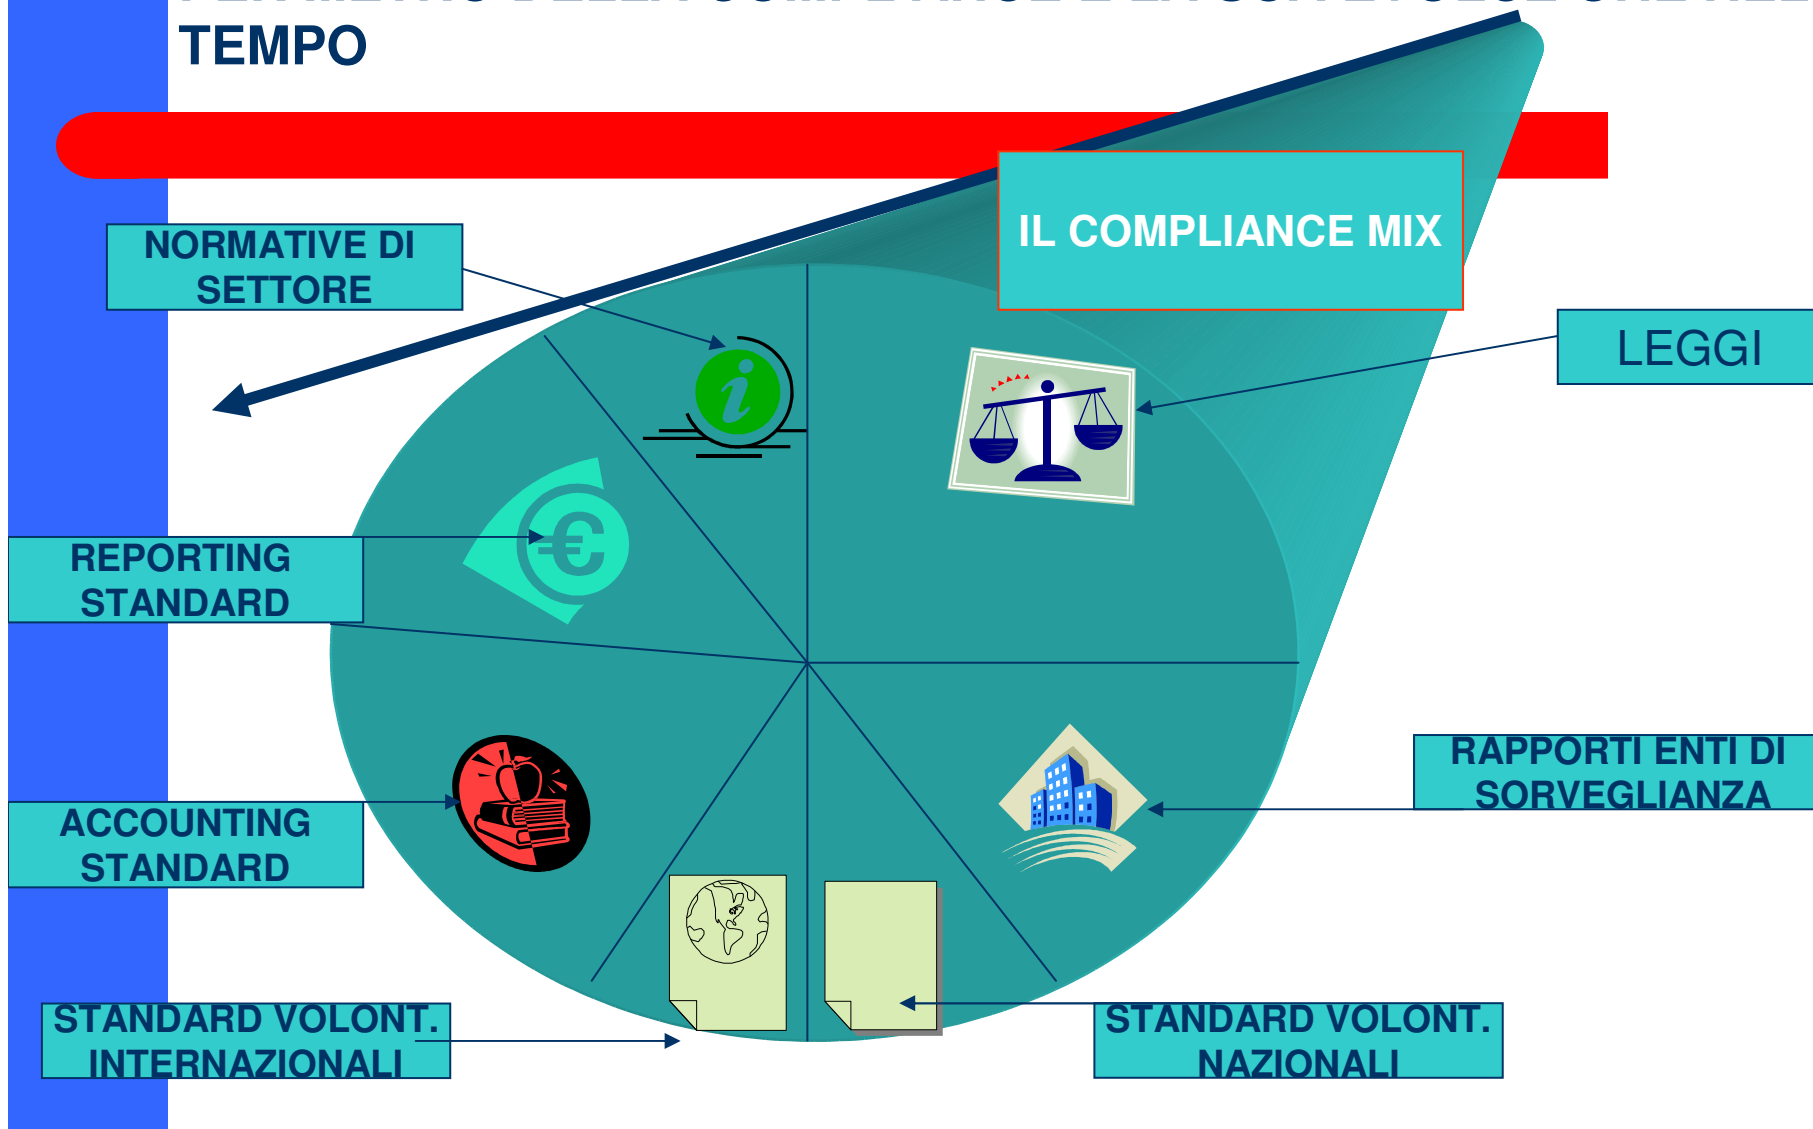 TEMPO
IL COMPLIANCE MIX
NORMATIVE DI
SETTORE
LEGGI
REPORTING
STANDARD
RAPPORTI ENTI DI
SORVEGLIANZA
ACCOUNTING
STANDARD
STANDARD VOLONT.
INTERNAZIONALI
STANDARD VOLONT.
NAZIONALI